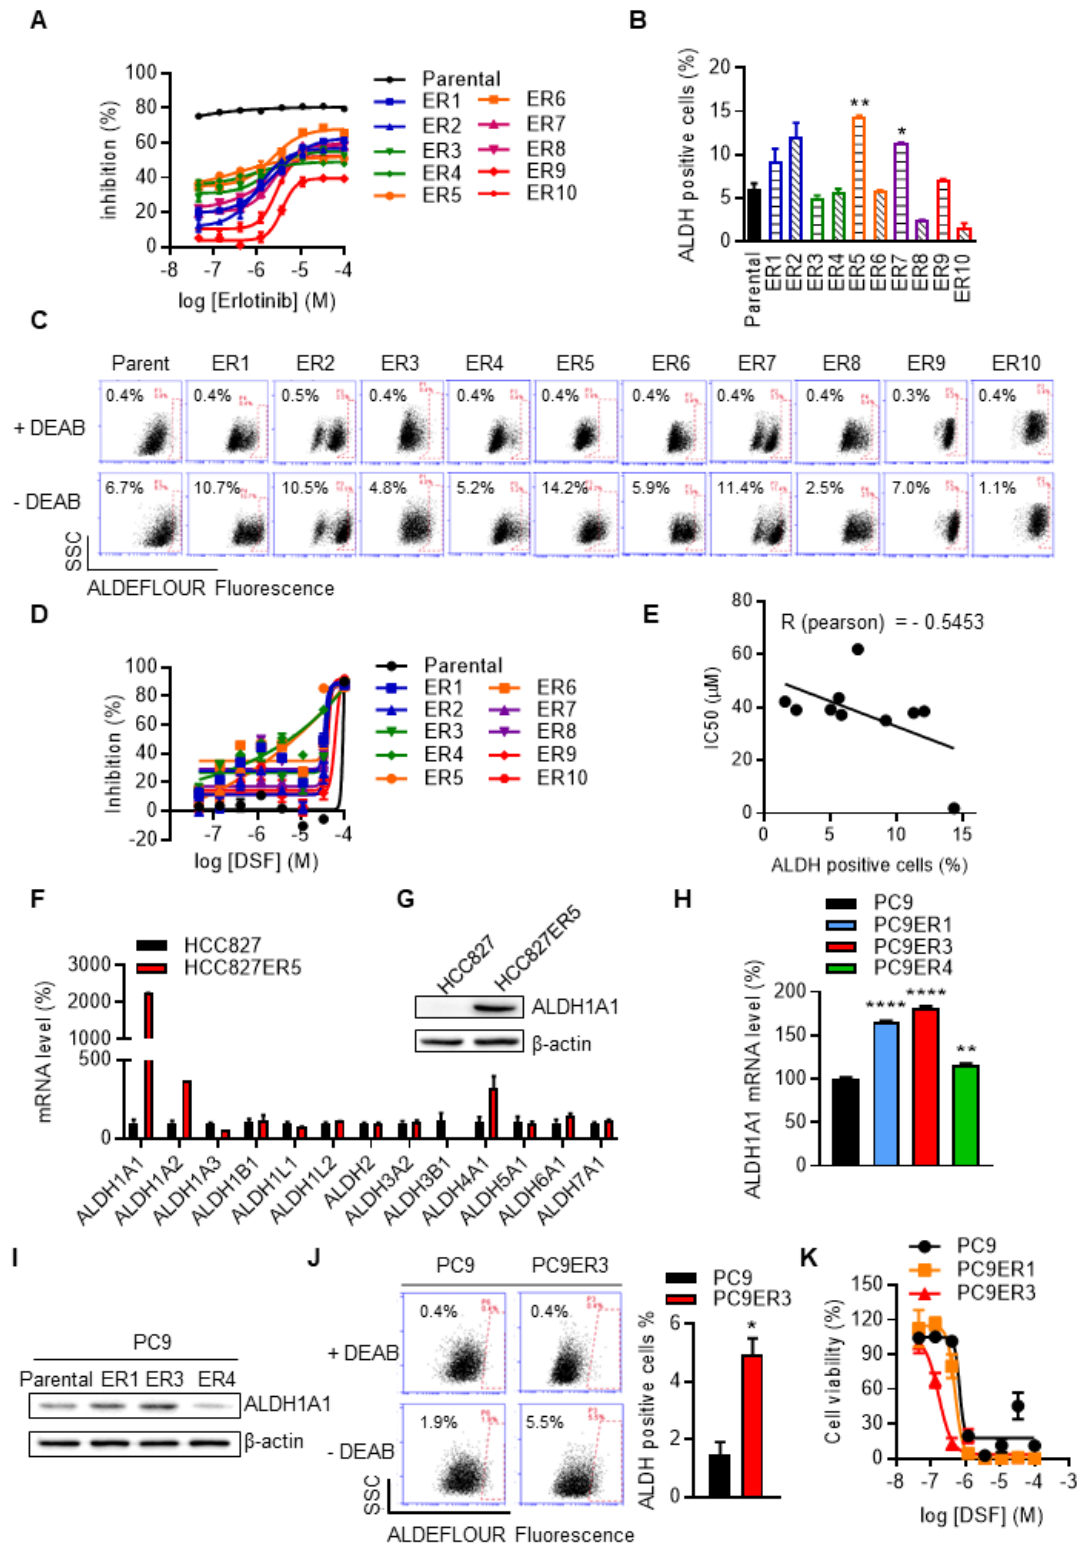 A
100
80
60
40
20
0
inhibition (%)
-8 -7 -6 -5 -4
log [Erlotinib] (M)
Parental
ER1 ER6
ER2 ER7
ER3 ER8
ER4 ER9
ER5 ER10
B
20
15
10
5
0
ALDH positive cells (%)
** *
Parental ER1 ER2 ER3 ER4 ER5 ER6 ER7 ER8 ER9 ER10
C
Parent ER1 ER2 ER3 ER4 ER5 ER6 ER7 ER8 ER9 ER10
+ DEAB
0.4% 0.4% 0.5% 0.4% 0.4% 0.4% 0.4% 0.4% 0.4% 0.3% 0.4%
- DEAB
6.7% 10.7% 10.5% 4.8% 5.2% 14.2% 5.9% 11.4% 2.5% 7.0% 1.1%
SSC
ALDEFLOUR Fluorescence
D
100
80
60
40
20
0
-20
Inhibition (%)
-7 -6 -5 -4
log [DSF] (M)
Parental
ER1 ER6
ER2 ER7
ER3 ER8
ER4 ER9
ER5 ER10
E
R (pearson) = - 0.5453
80
60
40
20
0
IC50 (μM)
0 5 10 15
ALDH positive cells (%)
F
HCC827
HCC827ER5
3000
2000
1000
500
0
mRNA level (%)
ALDH1A1 ALDH1A2 ALDH1A3 ALDH1B1 ALDH1L1 ALDH1L2 ALDH2 ALDH3A2 ALDH3B1 ALDH4A1 ALDH5A1 ALDH6A1 ALDH7A1
G
HCC827 HCC827ER5
ALDH1A1
β-actin
H
PC9
PC9ER1
PC9ER3
PC9ER4
200
150
100
50
0
ALDH1A1 mRNA level (%)
**** **** **
I
PC9
Parental ER1 ER3 ER4
ALDH1A1
β-actin
J
PC9 PC9ER3
+ DEAB
0.4% 0.4%
- DEAB
1.9% 5.5%
SSC
ALDEFLOUR Fluorescence
PC9
PC9ER3
6
4
2
0
ALDH positive cells %
*
K
PC9
PC9ER1
PC9ER3
150
120
90
60
30
0
Cell viability (%)
-8 -7 -6 -5 -4 -3
log [DSF] (M)